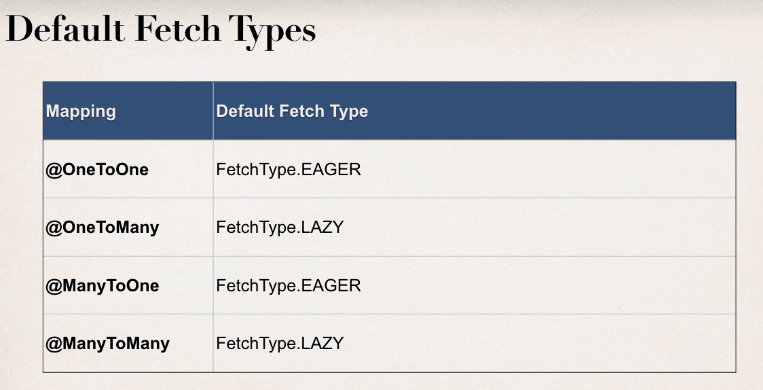 Default Fetch Types
Mapping Default Fetch Type
@OneToOne FetchType.EAGER
@OneToMany FetchType.LAZY
@ManyToOne FetchType.EAGER
@ManyToMany FetchType.LAZY